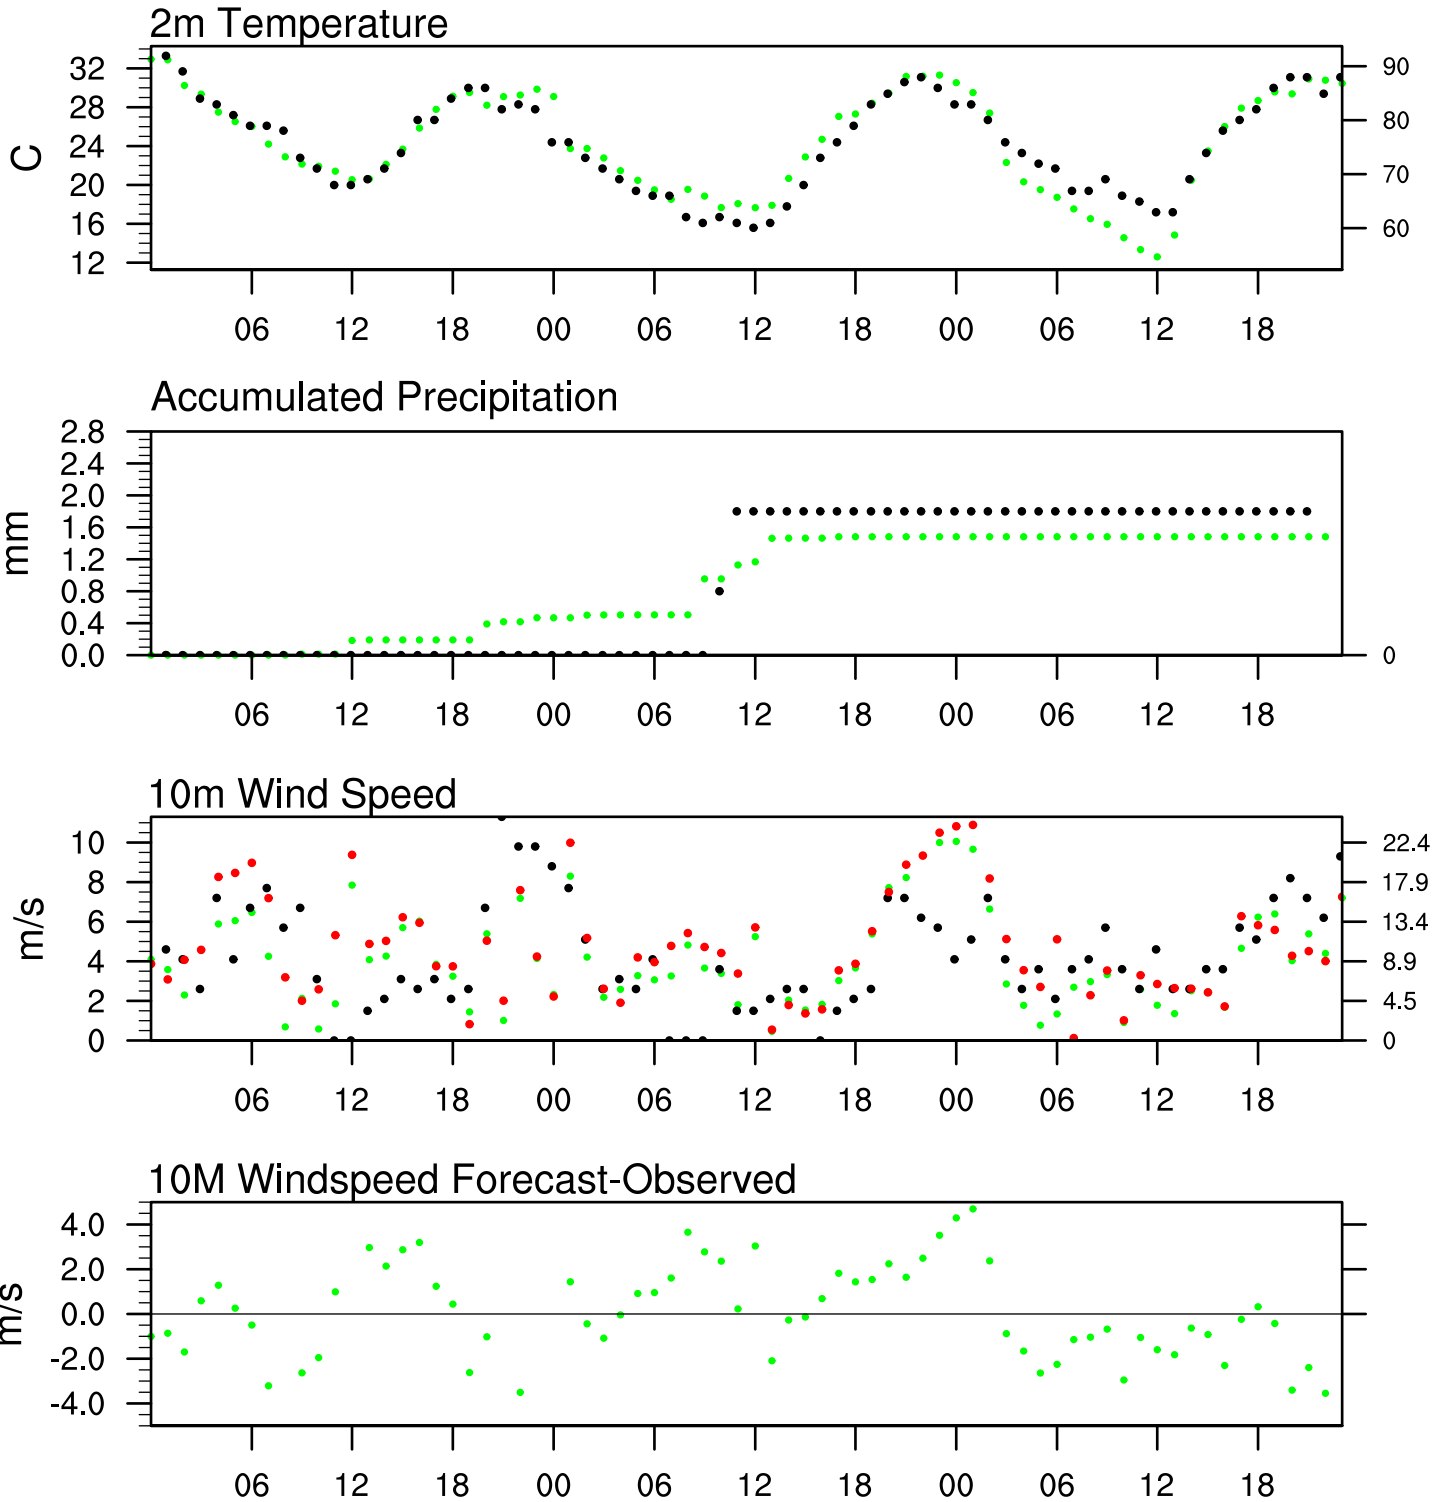 2m Temperature
32 90
28
80
C 24
70
20
16 60
12
06 12 18 00 06 12 18 00 06 12 18
Accumulated Precipitation
2.8
2.4
2.0
mm 1.6
1.2
0.8
0.4
0.0 0
06 12 18 00 06 12 18 00 06 12 18
10m Wind Speed
10 22.4
8 17.9
m/s 6 13.4
4 8.9
2 4.5
0 0
06 12 18 00 06 12 18 00 06 12 18
10M Windspeed Forecast-Observed
4.0
2.0
m/s 0.0
-2.0
-4.0
06 12 18 00 06 12 18 00 06 12 18